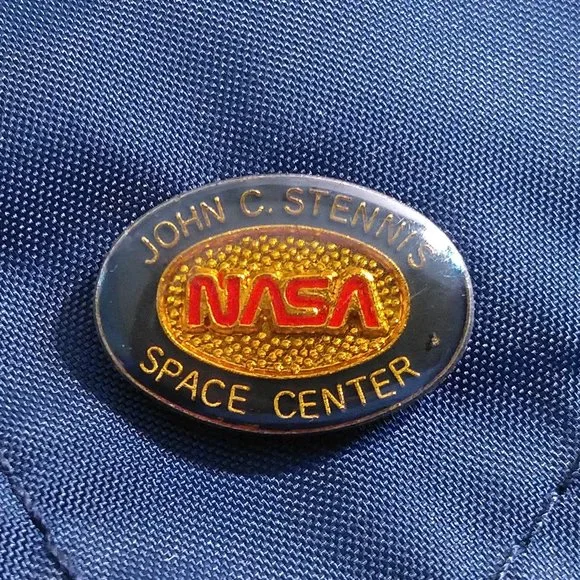 JOHN C. STENNIS
NASA
SPACE CENTER